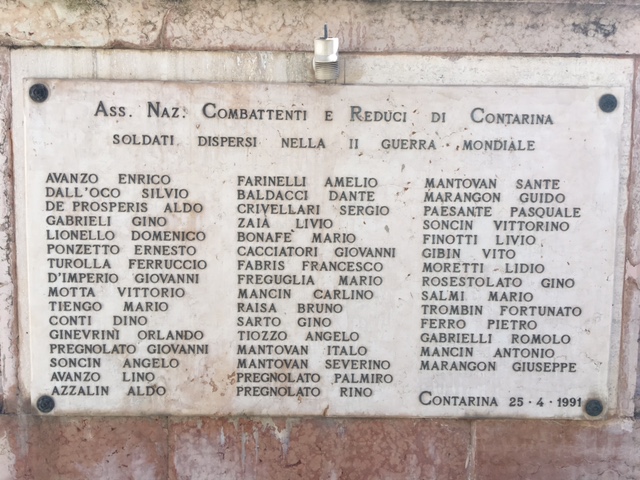 Ass. Naz. Combattenti e Reduci di Contarina
SOLDATI DISPERSI NELLA II GUERRA MONDIALE
AVANZO ENRICO
DALL'OCO SILVIO
DE PROSPERIS ALDO
GABRIELI GINO
LIONELLO DOMENICO
PONZETTO ERNESTO
TUROLLA FERRUCCIO
D'IMPERIO GIOVANNI
MOTTA VITTORIO
TIENGO MARIO
CONTI DINO
GINEVRINI ORLANDO
PREGNOLATO GIOVANNI
SONCIN ANGELO
AVANZO LINO
AZZALIN ALDO
FARINELLI AMELIO
BALDACCI DANTE
CRIVELLARI SERGIO
ZAIA LIVIO
BONAFÈ MARIO
CACCIATORI GIOVANNI
FABRIS FRANCESCO
FREGUGLIA MARIO
MANCIN CARLINO
RAISA BRUNO
SARTO GINO
TIOZZO ANGELO
MANTOVAN ITALO
MANTOVAN SEVERINO
PREGNOLATO PALMIRO
PREGNOLATO RINO
MANTOVAN SANTE
MARANGON GUIDO
PAESANTE PASQUALE
SONCIN VITTORINO
FINOTTI LIVIO
GIBIN VITO
MORETTI LIDIO
ROSESTOLATO GINO
SALMI MARIO
TROMBIN FORTUNATO
FERRO PIETRO
GABRIELLI ROMOLO
MANCIN ANTONIO
MARANGON GIUSEPPE
Contarina 25·4·1991